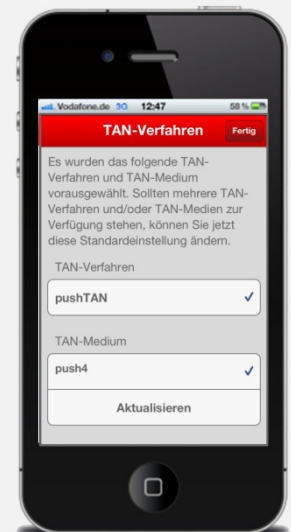 Vodafone.de 3G 12:47 58 %
TAN-Verfahren Fertig
Es wurden das folgende TAN-
Verfahren und TAN-Medium
vorausgewählt. Sollten mehrere TAN-
Verfahren und/oder TAN-Medien zur
Verfügung stehen, können Sie jetzt
diese Standardeinstellung ändern.
TAN-Verfahren
pushTAN
TAN-Medium
push4
Aktualisieren